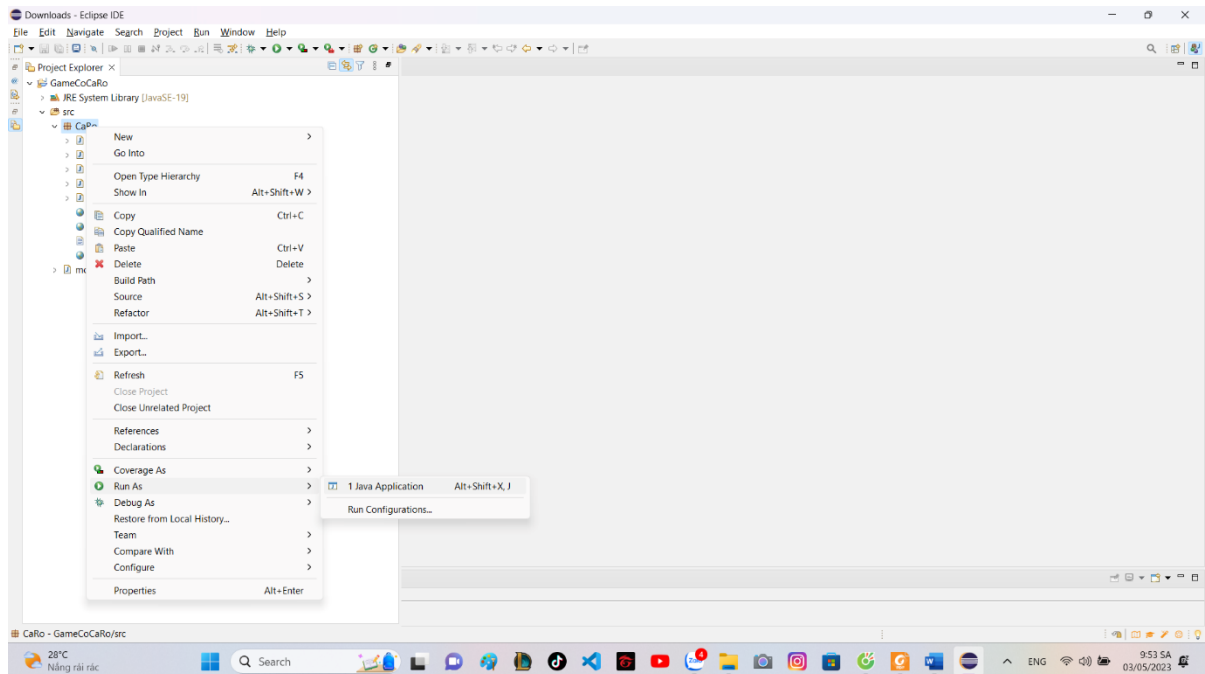 Downloads - Eclipse IDE
File Edit Navigate Search Project Run Window Help
Project Explorer
GameCoCaRo
JRE System Library [JavaSE-19]
src
CaRo
New
Go Into
Open Type Hierarchy F4
Show In Alt+Shift+W >
Copy Ctrl+C
Copy Qualified Name
Paste Ctrl+V
Delete Delete
Build Path
Source Alt+Shift+S >
Refactor Alt+Shift+T >
Import...
Export...
Refresh F5
Close Project
Close Unrelated Project
References
Declarations
Coverage As
Run As
1 Java Application Alt+Shift+X, J
Debug As
Run Configurations...
Restore from Local History...
Team
Compare With
Configure
Properties Alt+Enter
CaRo - GameCoCaRo/src
28°C
Nắng rải rác
Search
4
ENG
9:53 SA
03/05/2023